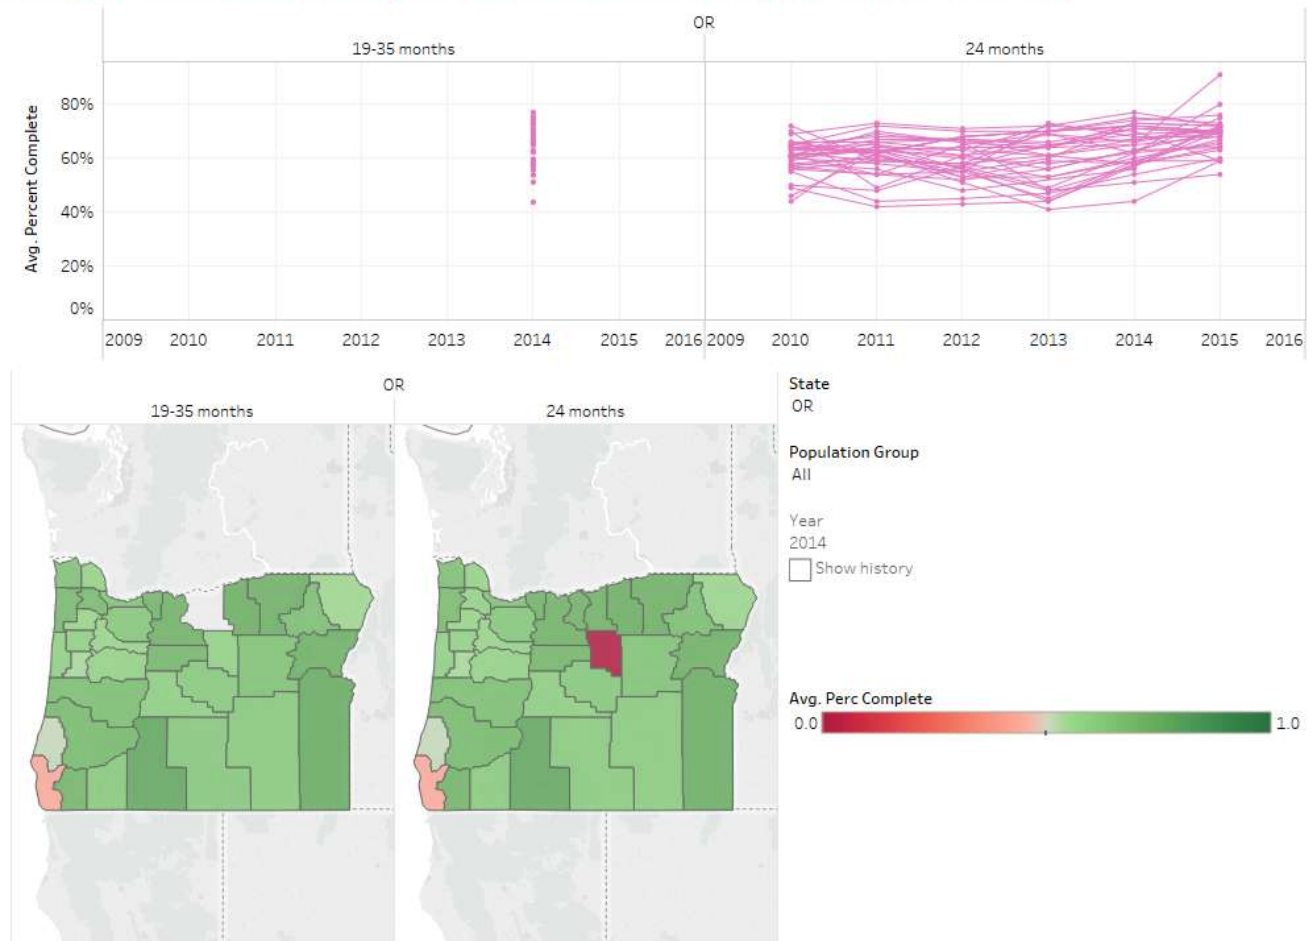 OR
19-35 months
24 months
Avg. Percent Complete
80%
60%
40%
20%
0%
2009 2010 2011 2012 2013 2014 2015 2016 2009 2010 2011 2012 2013 2014 2015 2016
OR
19-35 months
24 months
State
OR
Population Group
All
Year
2014
Show history
Avg. Perc Complete
0.0
1.0